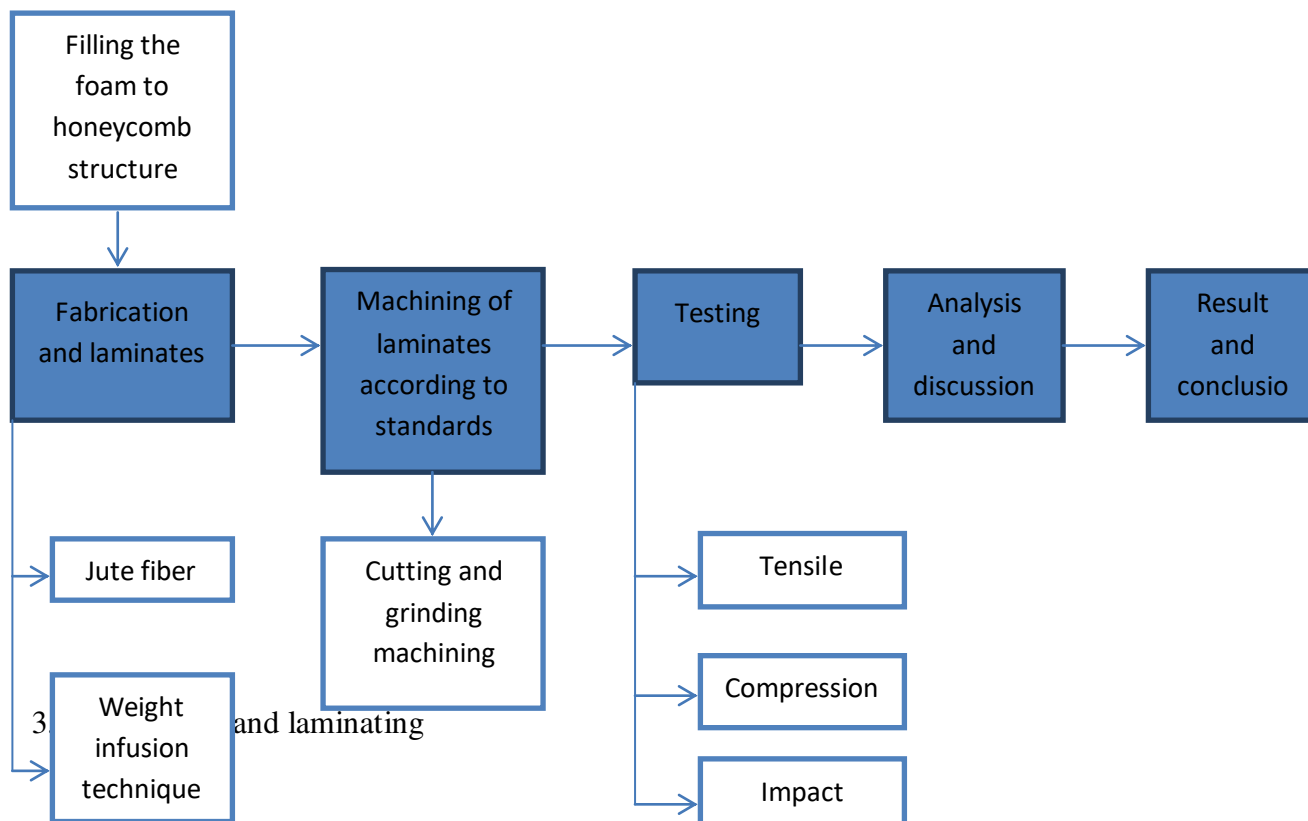 Filling the
foam to
honeycomb
structure
Fabrication
and laminates
Machining of
laminates
according to
standards
Testing
Analysis
and
discussion
Result
and
conclusio
Jute fiber
Cutting and
grinding
machining
Tensile
Compression
Impact
Weight
infusion
technique
3. and laminating